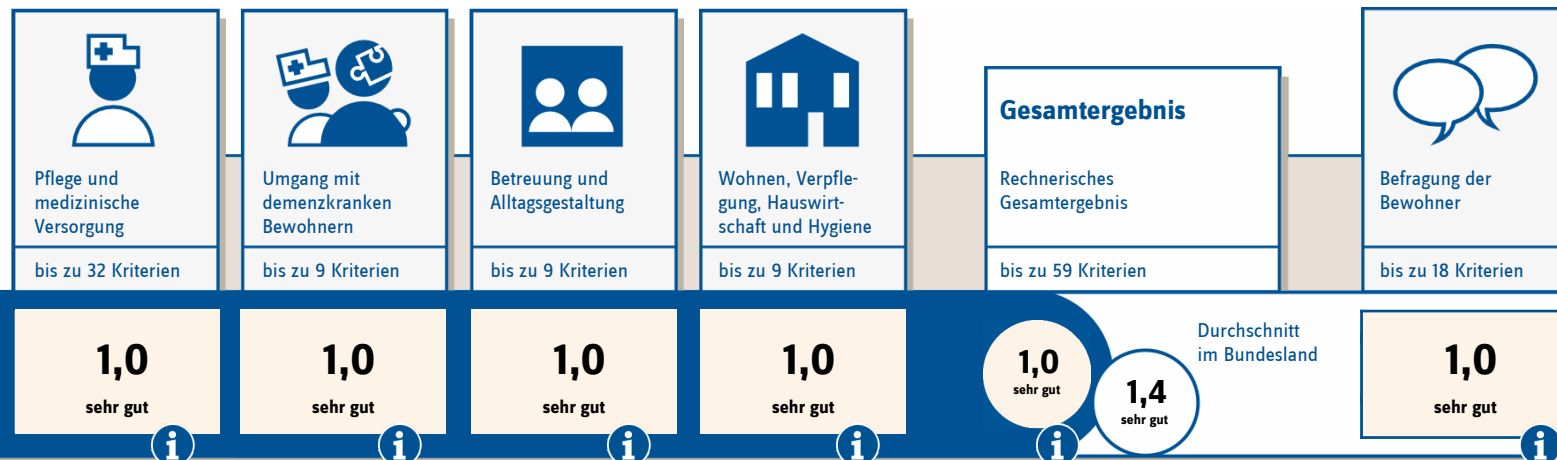 Pflege und
medizinische
Versorgung
bis zu 32 Kriterien
1,0
sehr gut
i
Umgang mit
demenzkranken
Bewohnern
bis zu 9 Kriterien
1,0
sehr gut
i
Betreuung und
Alltagsgestaltung
bis zu 9 Kriterien
1,0
sehr gut
i
Wohnen, Verpfle-
gung, Hauswirt-
schaft und Hygiene
bis zu 9 Kriterien
1,0
sehr gut
i
Gesamtergebnis
Rechnerisches
Gesamtergebnis
bis zu 59 Kriterien
1,0
sehr gut
i
Durchschnitt
im Bundesland
1,4
sehr gut
Befragung der
Bewohner
bis zu 18 Kriterien
1,0
sehr gut
i